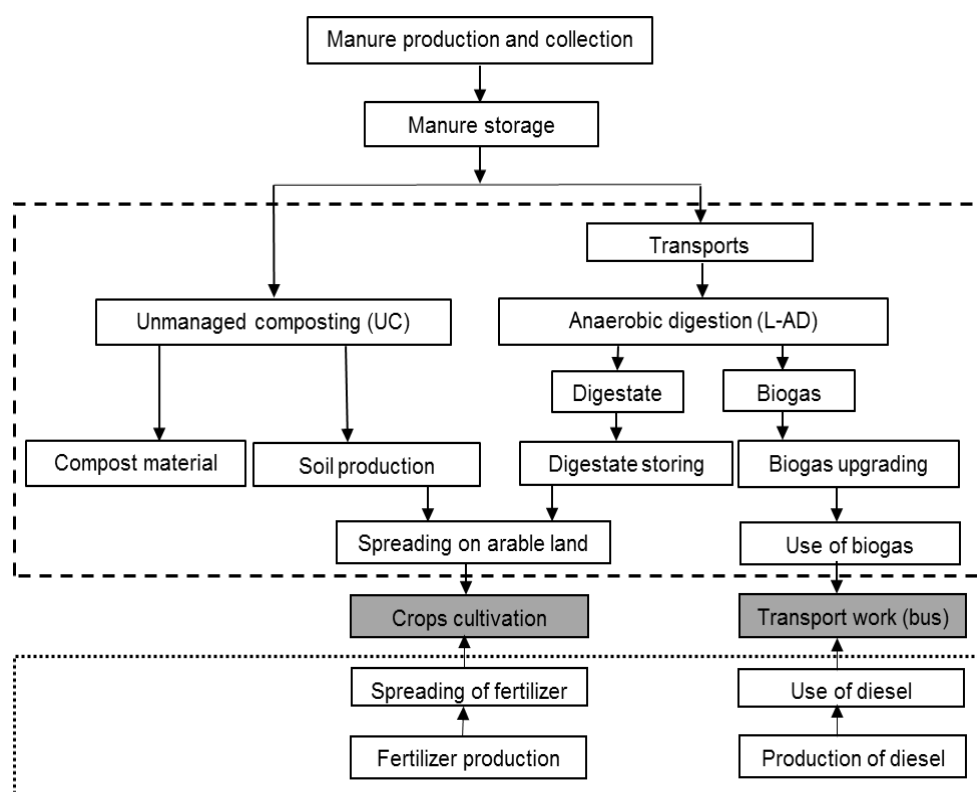 Manure production and collection
Manure storage
Transports
Unmanaged composting (UC)
Anaerobic digestion (L-AD)
Digestate
Biogas
Compost material
Soil production
Digestate storing
Biogas upgrading
Spreading on arable land
Use of biogas
Crops cultivation
Transport work (bus)
Spreading of fertilizer
Use of diesel
Fertilizer production
Production of diesel